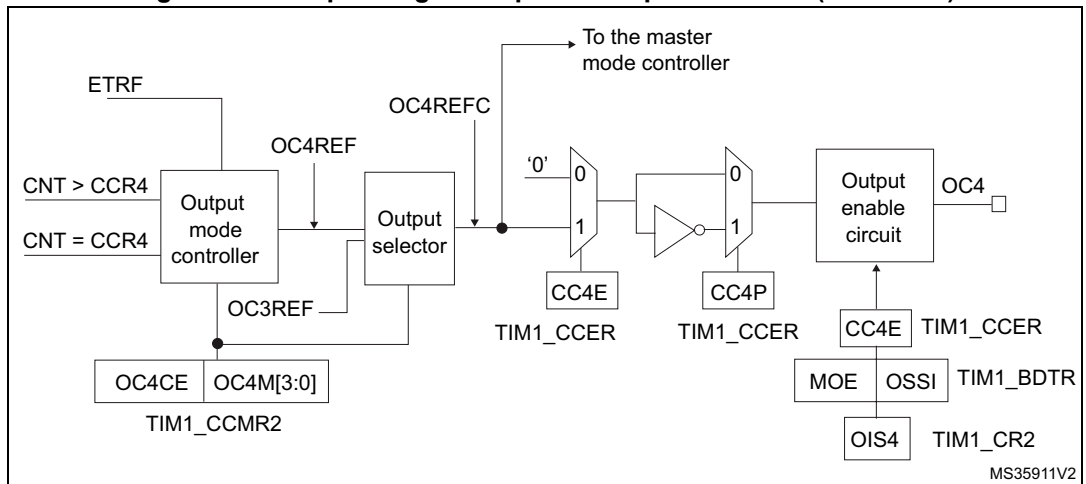 To the master
mode controller
ETRF
OC4REFC
OC4REF
‘0’
0
0
CNT > CCR4
Output
mode
controller
Output
selector
Output
enable
circuit
OC4
1
1
CNT = CCR4
OC3REF
CC4E
CC4P
TIM1_CCER
TIM1_CCER
CC4E
TIM1_CCER
OC4CE
OC4M[3:0]
MOE
OSSI
TIM1_BDTR
TIM1_CCMR2
OIS4
TIM1_CR2
MS35911V2